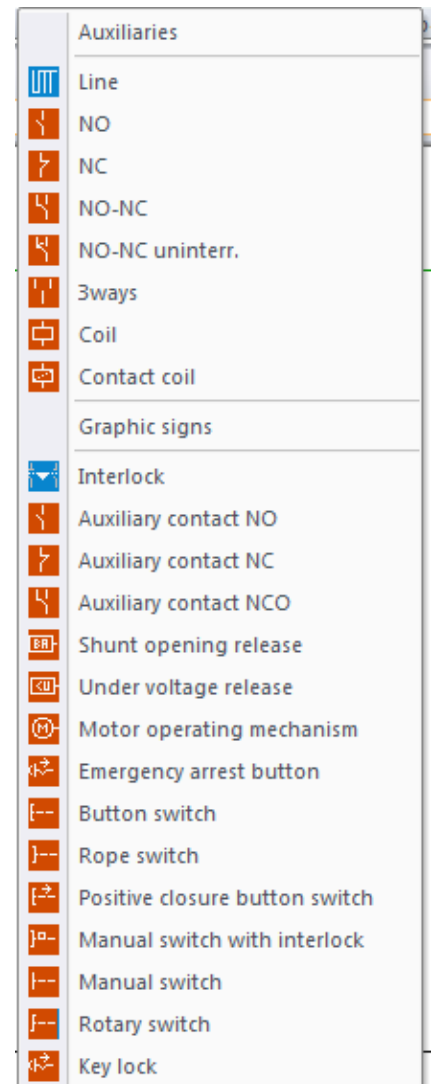 Auxiliaries
Line
NO
NC
NO-NC
NO-NC uninterr.
3ways
Coil
Contact coil
Graphic signs
Interlock
Auxiliary contact NO
Auxiliary contact NC
Auxiliary contact NCO
BA
Shunt opening release
<U
Under voltage release
M
Motor operating mechanism
Emergency arrest button
Button switch
Rope switch
Positive closure button switch
Manual switch with interlock
Manual switch
Rotary switch
Key lock